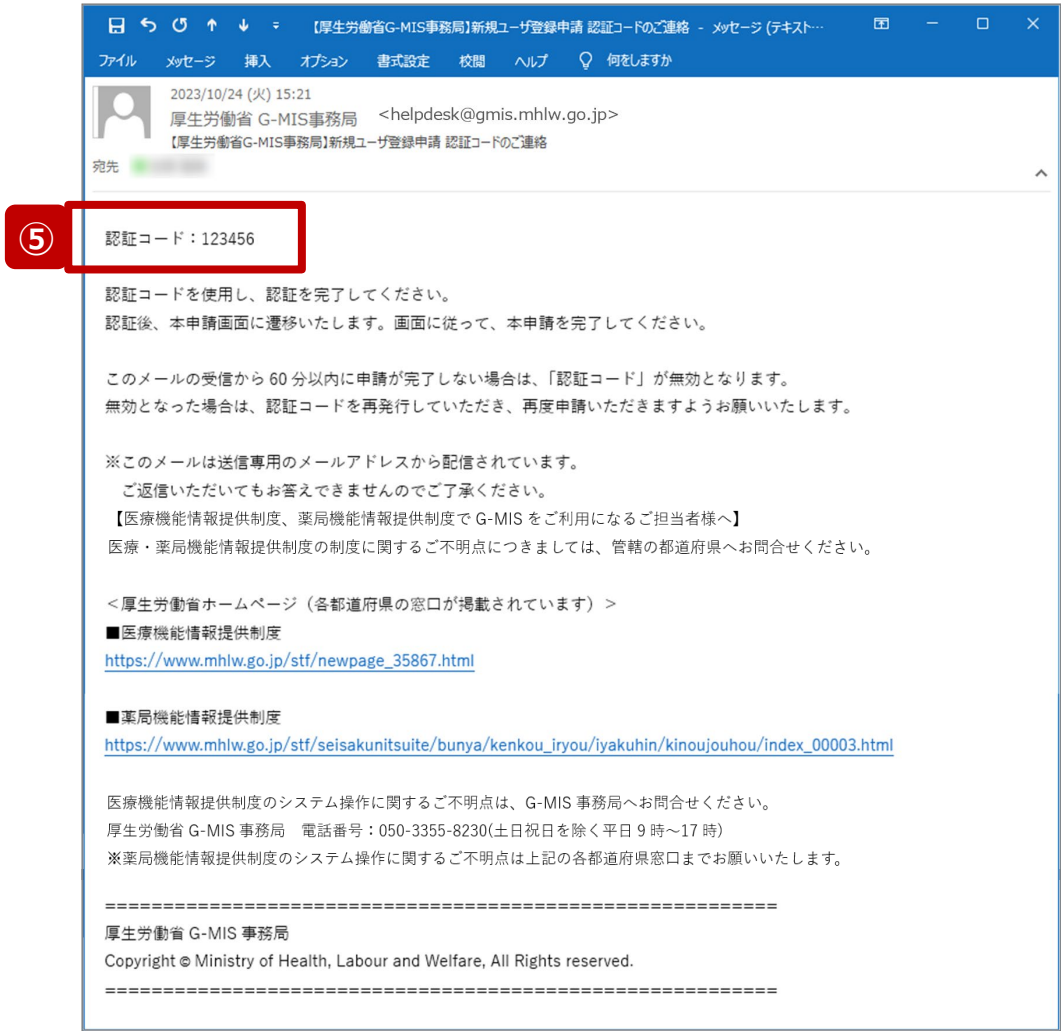 【厚生労働省G-MIS事務局】新規ユーザ登録申請 認証コードのご連絡 - メッセージ (テキスト…
ファイル メッセージ 挿入 オプション 書式設定 校閲 ヘルプ 何をしますか
2023/10/24 (火) 15:21
厚生労働省 G-MIS事務局 <helpdesk@gmis.mhlw.go.jp>
【厚生労働省G-MIS事務局】新規ユーザ登録申請 認証コードのご連絡
宛先
⑤
認証コード：123456
認証コードを使用し、認証を完了してください。
認証後、本申請画面に遷移いたします。画面に従って、本申請を完了してください。
このメールの受信から 60 分以内に申請が完了しない場合は、「認証コード」が無効となります。
無効となった場合は、認証コードを再発行していただき、再度申請いただきますようお願いいたします。
※このメールは送信専用のメールアドレスから配信されています。
ご返信いただいてもお答えできませんのでご了承ください。
【医療機能情報提供制度、薬局機能情報提供制度で G-MIS をご利用になるご担当者様へ】
医療・薬局機能情報提供制度の制度に関するご不明点につきましては、管轄の都道府県へお問合せください。
＜厚生労働省ホームページ（各都道府県の窓口が掲載されています）＞
■医療機能情報提供制度
https://www.mhlw.go.jp/stf/newpage_35867.html
■薬局機能情報提供制度
https://www.mhlw.go.jp/stf/seisakunitsuite/bunya/kenkou_iryou/iyakuhin/kinoujouhou/index_00003.html
医療機能情報提供制度のシステム操作に関するご不明点は、G-MIS 事務局へお問合せください。
厚生労働省 G-MIS 事務局　電話番号：050-3355-8230(土日祝日を除く平日 9 時～17 時)
※薬局機能情報提供制度のシステム操作に関するご不明点は上記の各都道府県窓口までお願いいたします。
==========================================================
厚生労働省 G-MIS 事務局
Copyright © Ministry of Health, Labour and Welfare, All Rights reserved.
==========================================================